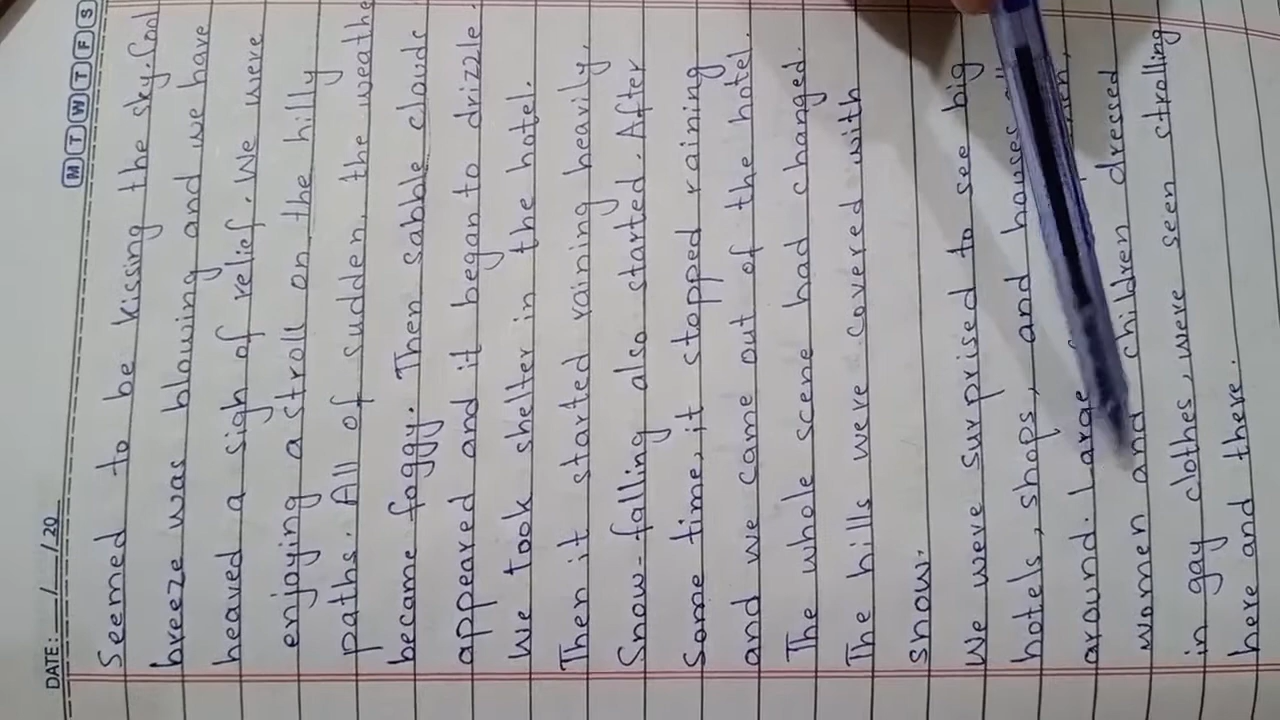 DATE: __/__/20
M T W T F S
Seemed to be kissing the sky. Cool
breeze was blowing and we have
heaved a sigh of relief. We were
enjoying a stroll on the hilly
paths. All of sudden, the weathe
became foggy. Then sabble clouds
appeared and it began to drizzle.
We took shelter in the hotel.
Then it started raining heavily.
Snow-falling also started. After
Some time, it stopped raining
and we came out of the hotel.
The whole scene had changed.
The hills were covered with
snow.
We were surprised to see big
hotels, shops, and houses
around. Large
women and children dressed
in gay clothes, were seen strolling
here and there.